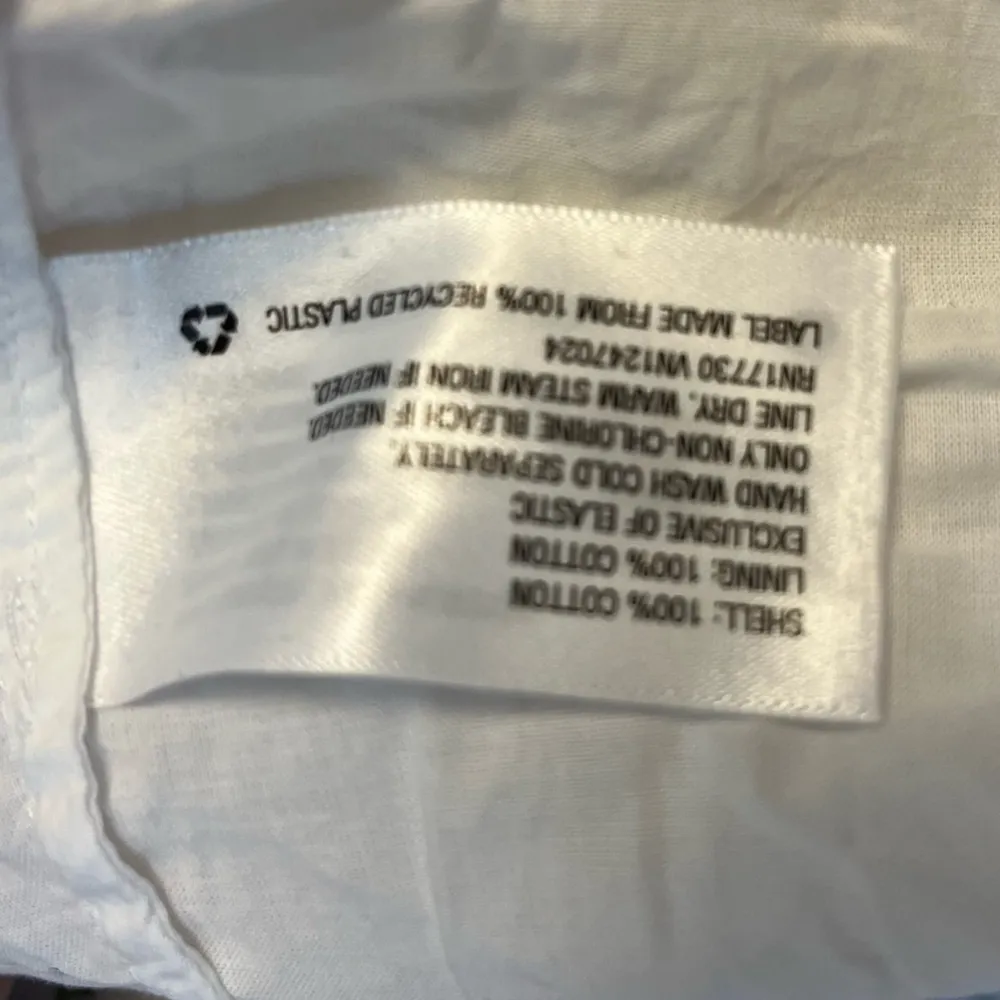 SHELL: 100% COTTON
LINING: 100% COTTON
EXCLUSIVE OF ELASTIC
HAND WASH COLD SEPARATELY.
ONLY NON-CHLORINE BLEACH IF NEEDED.
LINE DRY. WARM STEAM IRON IF NEEDED.
RN17730 VN1247024
LABEL MADE FROM 100% RECYCLED PLASTIC